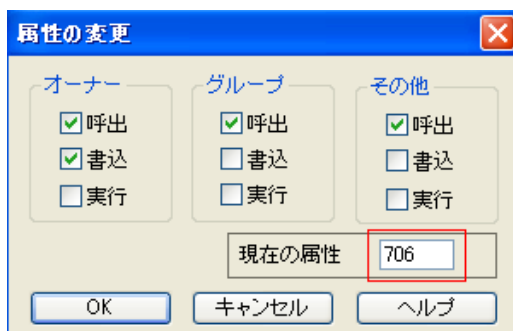 属性の変更
オーナー
呼出
書込
実行
グループ
呼出
書込
実行
その他
呼出
書込
実行
現在の属性 706
OK キャンセル ヘルプ